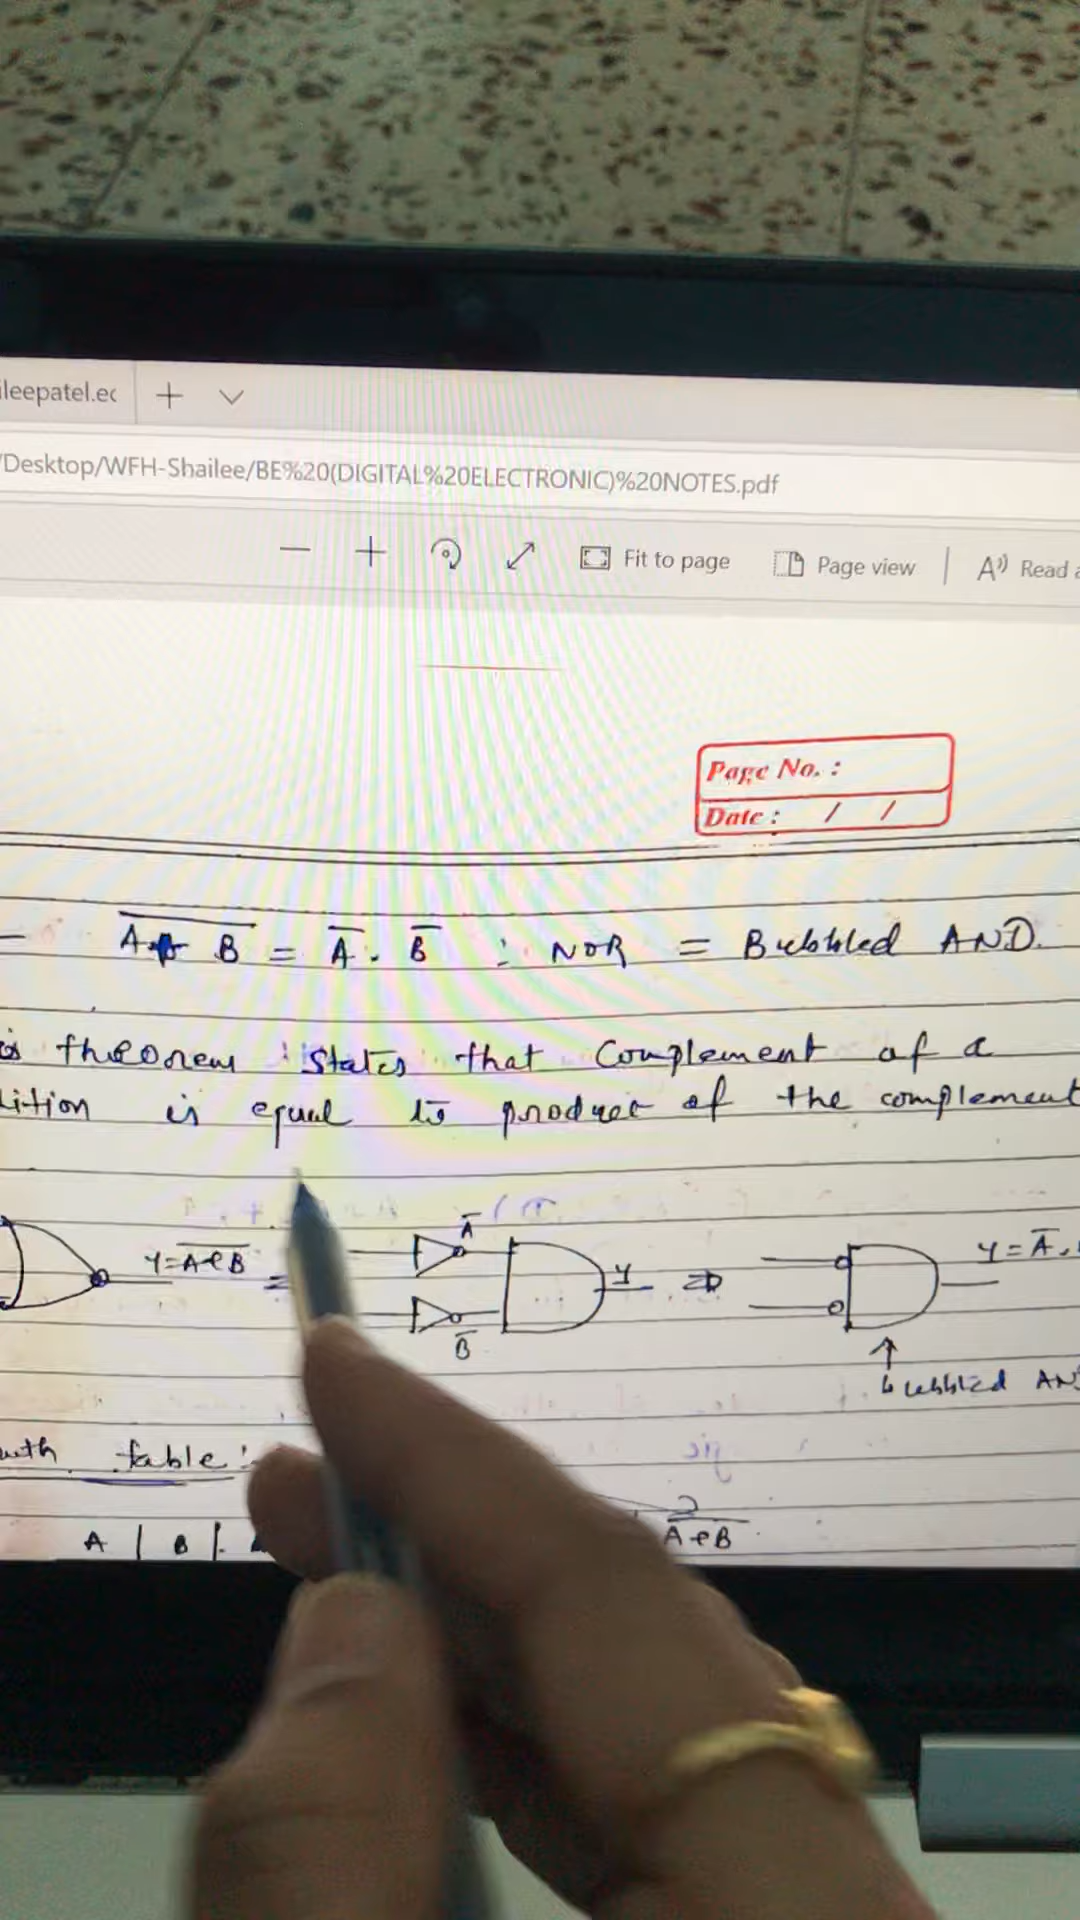 ileepatel.ec
/Desktop/WFH-Shailee/BE%20(DIGITAL%20ELECTRONIC)%20NOTES.pdf
Fit to page Page view Read
Page No. :
Date : / /
B = A̅ . B̅ : NOR = Bubbled AND.
theorem states that complement of a
is equal to product of the complement
A̅
Y = Y Y = A̅ .
B̅
bubbled
table :
A | B |